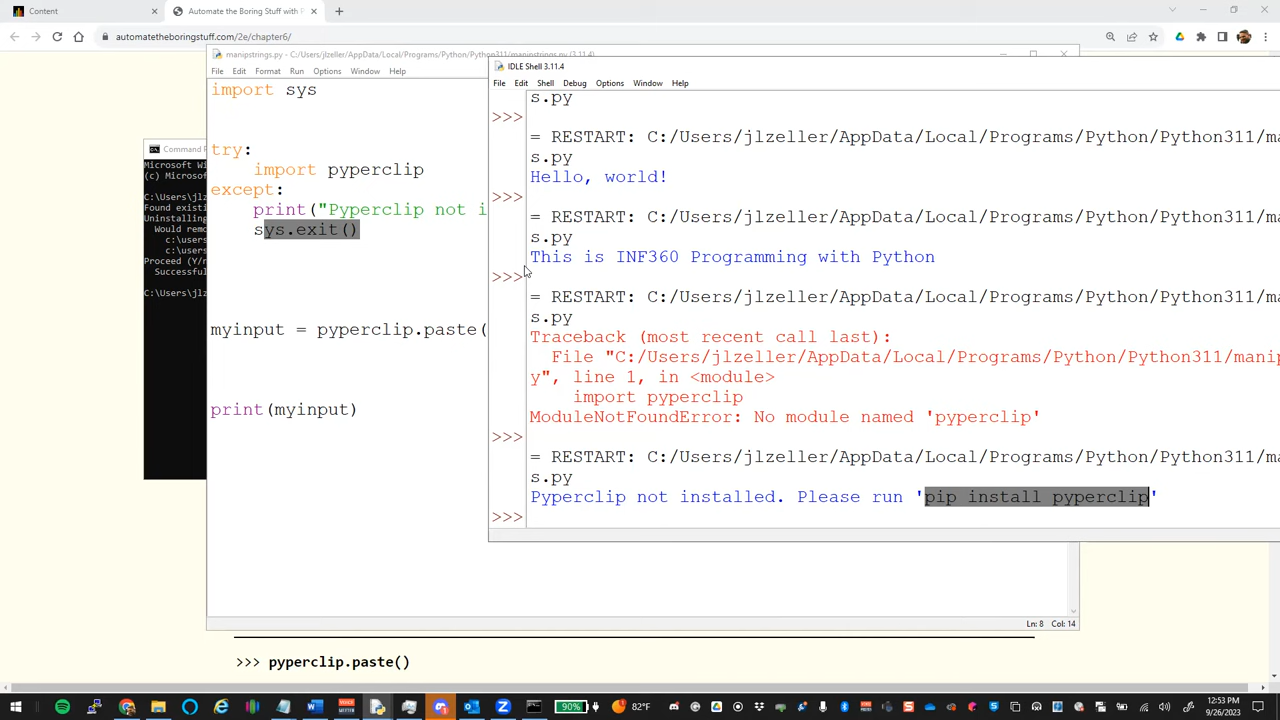 Content
Automate the Boring Stuff with P
automatetheboringstuff.com/2e/chapter6/
manipstrings.py - C:/Users/jlzeller/AppData/Local/Programs/Python/Python311/manipstrings.py (3.11.4)
File Edit Format Run Options Window Help
import sys
try:
import pyperclip
except:
print("Pyperclip not i
sys.exit()
myinput = pyperclip.paste(
print(myinput)
Ln: 8 Col: 14
Command P
Microsoft Wi
(c) Microsof
C:\Users\jlz
Found existi
Uninstalling
Would remo
c:\users
c:\users
Proceed (Y/n
Successful
C:\Users\jlz
IDLE Shell 3.11.4
File Edit Shell Debug Options Window Help
s.py
>>>
= RESTART: C:/Users/jlzeller/AppData/Local/Programs/Python/Python311/ma
s.py
Hello, world!
>>>
= RESTART: C:/Users/jlzeller/AppData/Local/Programs/Python/Python311/ma
s.py
This is INF360 Programming with Python
>>>
= RESTART: C:/Users/jlzeller/AppData/Local/Programs/Python/Python311/ma
s.py
Traceback (most recent call last):
File "C:/Users/jlzeller/AppData/Local/Programs/Python/Python311/manip
y", line 1, in <module>
import pyperclip
ModuleNotFoundError: No module named 'pyperclip'
>>>
= RESTART: C:/Users/jlzeller/AppData/Local/Programs/Python/Python311/ma
s.py
Pyperclip not installed. Please run 'pip install pyperclip'
>>>
>>> pyperclip.paste()
90%
82°F
12:53 PM
9/26/2023